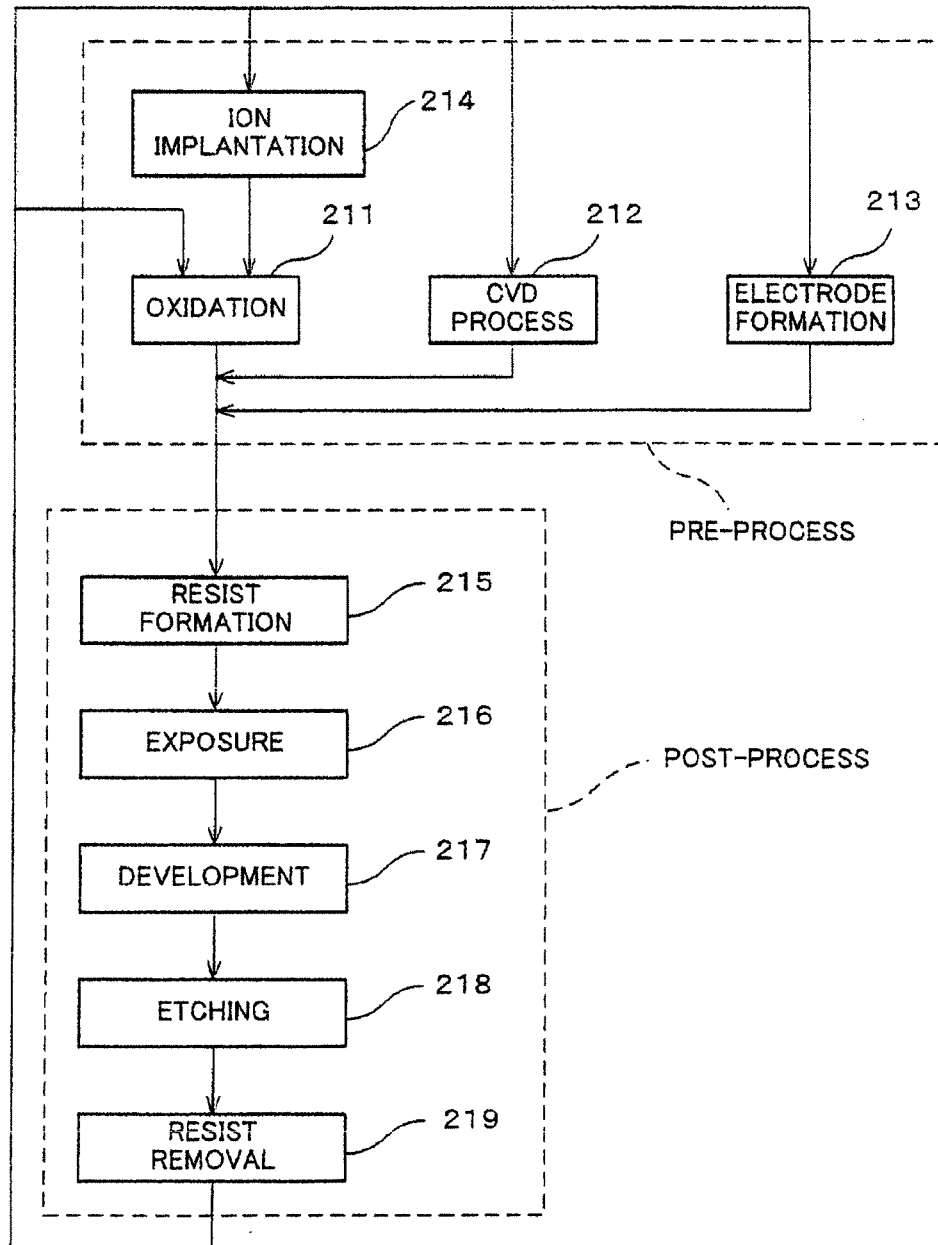 ION
IMPLANTATION
214
211
212
213
OXIDATION
CVD
PROCESS
ELECTRODE
FORMATION
PRE-PROCESS
RESIST
FORMATION
215
EXPOSURE
216
POST-PROCESS
DEVELOPMENT
217
ETCHING
218
RESIST
REMOVAL
219